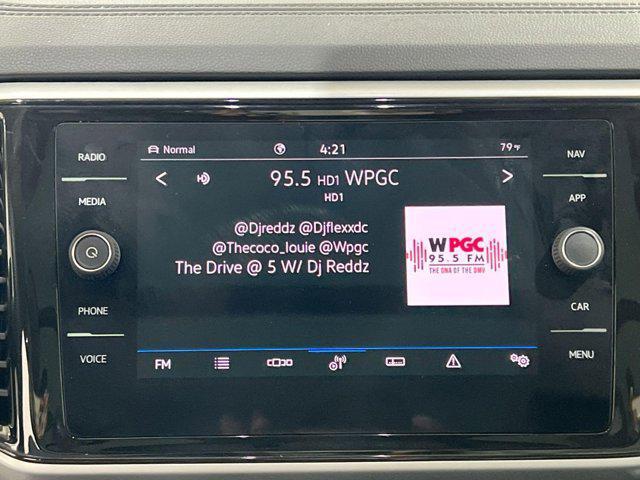 RADIO
MEDIA
PHONE
VOICE
Normal
4:21
79°F
95.5 HD1 WPGC
HD1
@Djreddz @Djflexxdc
@Thecoco_louie @Wpgc
The Drive @ 5 W/ Dj Reddz
WPGC
95.5 FM
THE DNA OF THE DMV
FM
NAV
APP
CAR
MENU